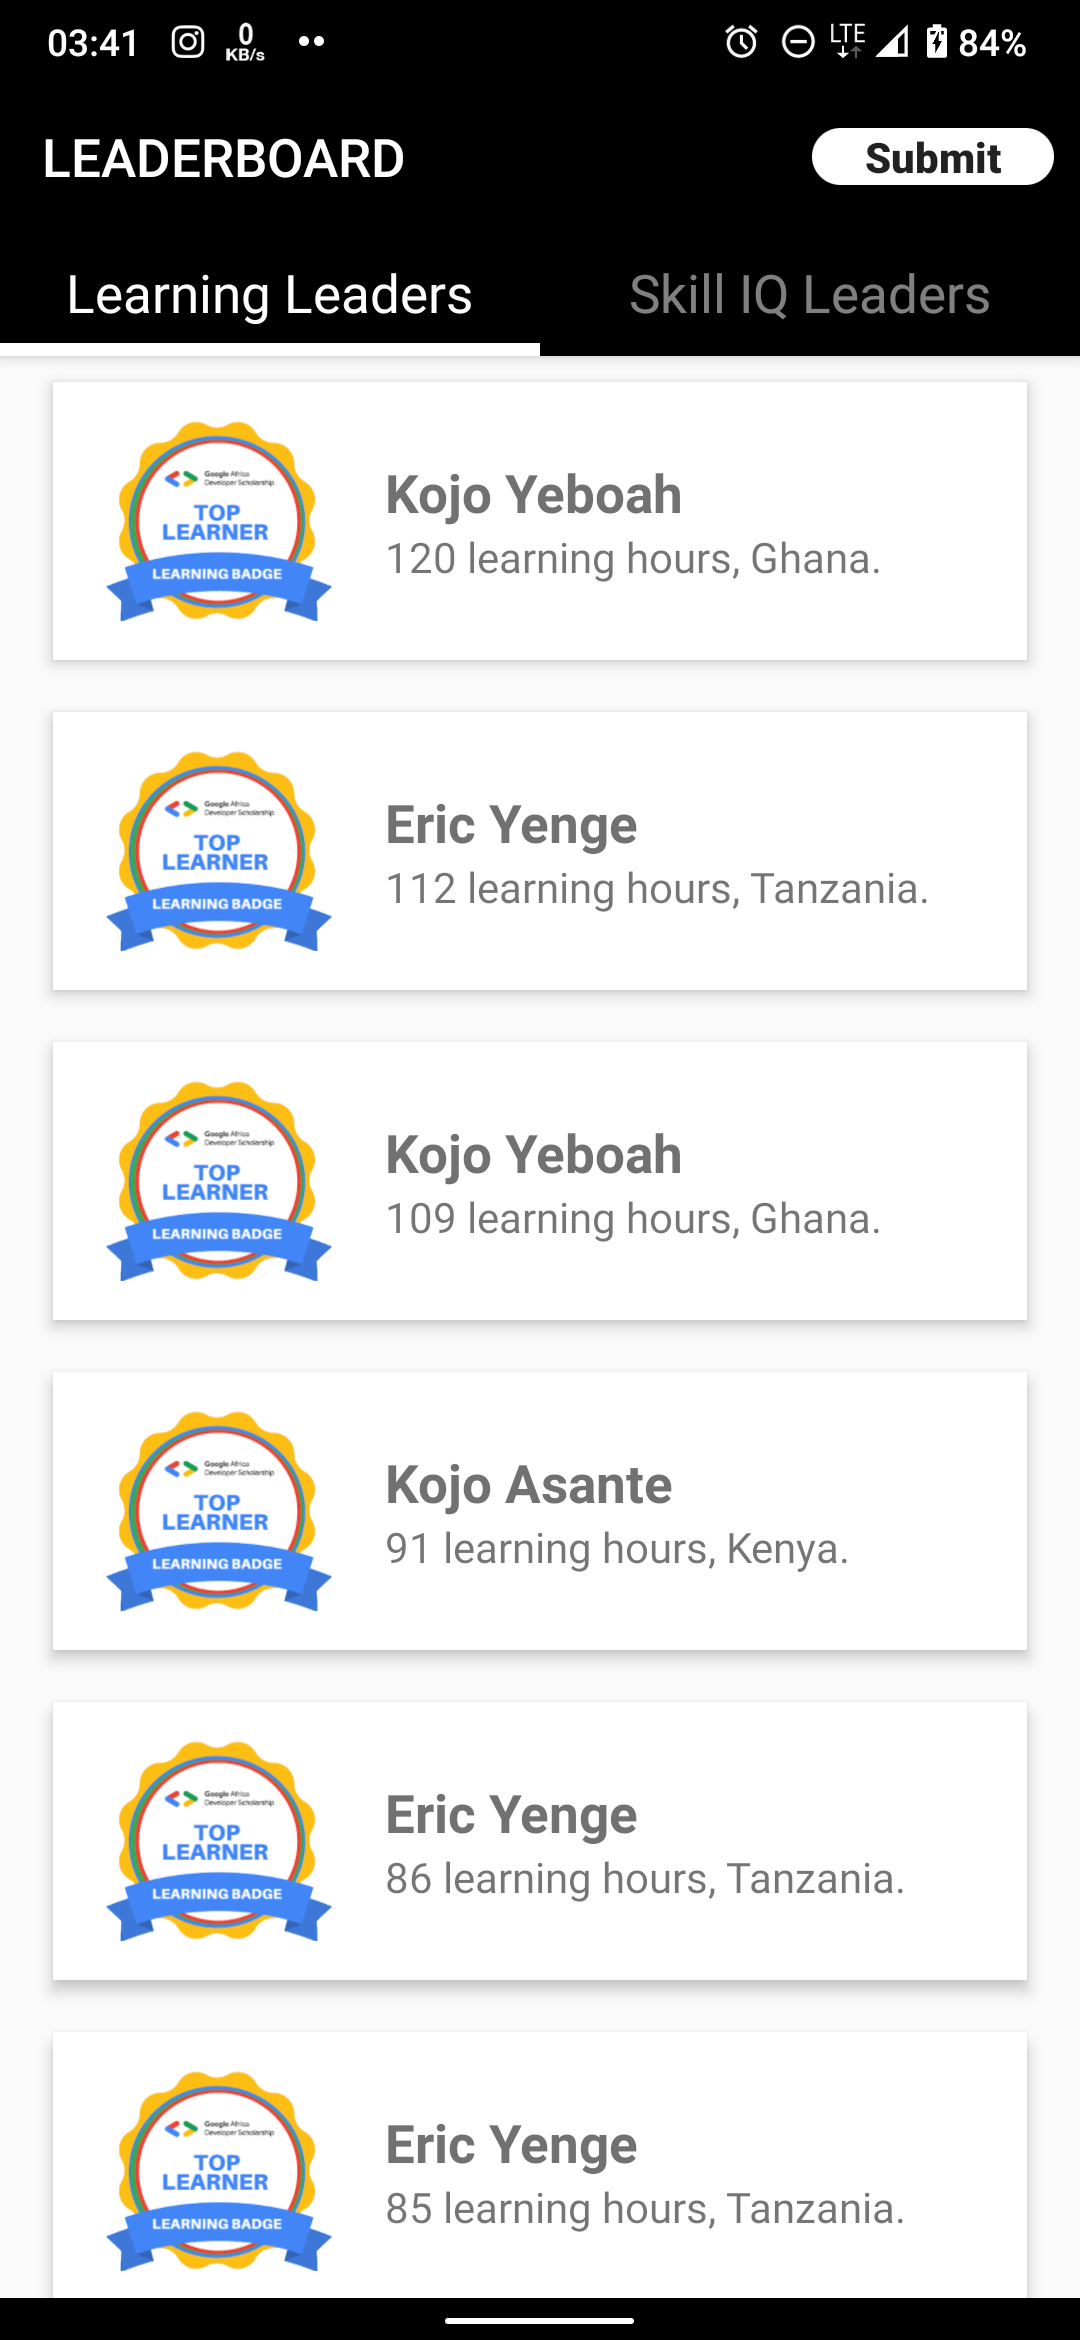 03:41 0 KB/s LTE 84%
LEADERBOARD Submit
Learning Leaders Skill IQ Leaders
Google Africa
Developer Scholarship
TOP
LEARNER
LEARNING BADGE
Kojo Yeboah
120 learning hours, Ghana.
Google Africa
Developer Scholarship
TOP
LEARNER
LEARNING BADGE
Eric Yenge
112 learning hours, Tanzania.
Google Africa
Developer Scholarship
TOP
LEARNER
LEARNING BADGE
Kojo Yeboah
109 learning hours, Ghana.
Google Africa
Developer Scholarship
TOP
LEARNER
LEARNING BADGE
Kojo Asante
91 learning hours, Kenya.
Google Africa
Developer Scholarship
TOP
LEARNER
LEARNING BADGE
Eric Yenge
86 learning hours, Tanzania.
Google Africa
Developer Scholarship
TOP
LEARNER
LEARNING BADGE
Eric Yenge
85 learning hours, Tanzania.